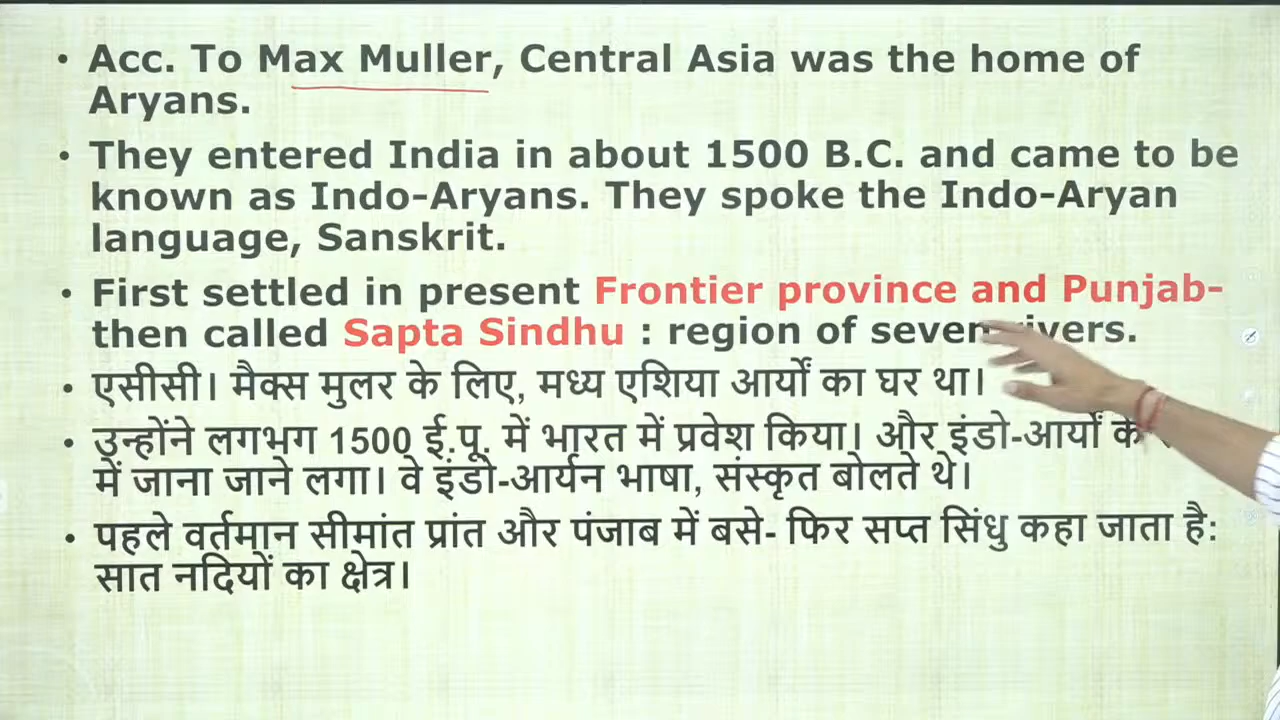 • Acc. To Max Muller, Central Asia was the home of
Aryans.
• They entered India in about 1500 B.C. and came to be
known as Indo-Aryans. They spoke the Indo-Aryan
language, Sanskrit.
• First settled in present Frontier province and Punjab-
then called Sapta Sindhu : region of seven rivers.
• एसीसी। मैक्स मुलर के लिए, मध्य एशिया आर्यों का घर था।
• उन्होंने लगभग 1500 ई.पू. में भारत में प्रवेश किया। और इंडो-आर्यों के
में जाना जाने लगा। वे इंडो-आर्यन भाषा, संस्कृत बोलते थे।
• पहले वर्तमान सीमांत प्रांत और पंजाब में बसे- फिर सप्त सिंधु कहा जाता है:
सात नदियों का क्षेत्र।